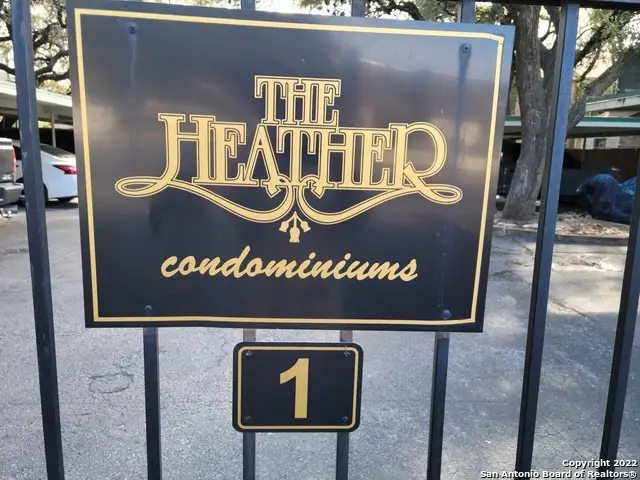 THE
HEATHER
condominiums
1
Copyright 2022
San Antonio Board of Realtors®